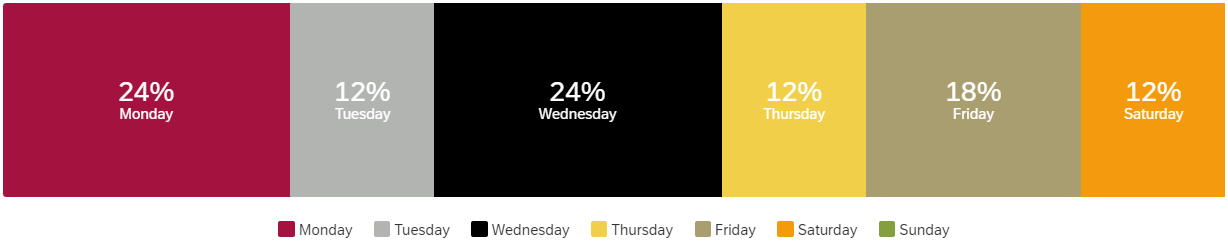 24%
Monday
12%
Tuesday
24%
Wednesday
12%
Thursday
18%
Friday
12%
Saturday
Monday Tuesday Wednesday Thursday Friday Saturday Sunday